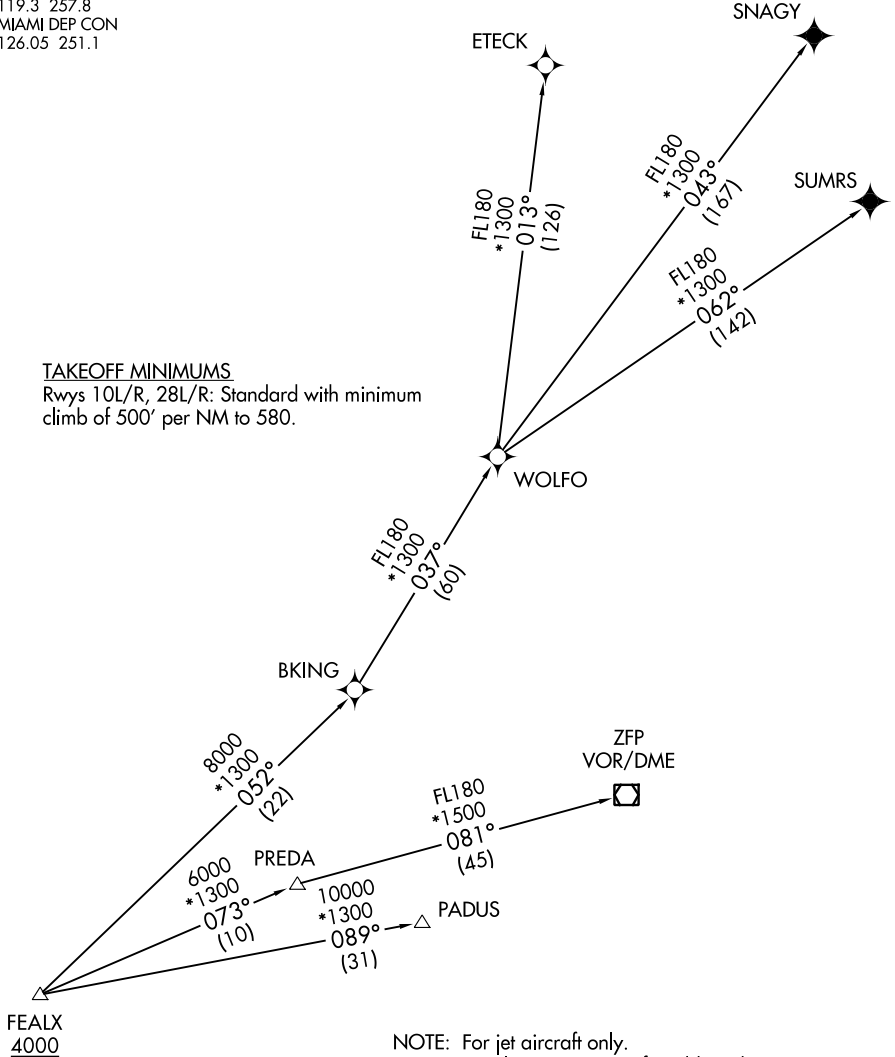 119.3 257.8
MIAMI DEP CON
126.05 251.1
SNAGY
ETECK
FL180
*1300
043°
(167)
SUMRS
FL180
*1300
013°
(126)
FL180
*1300
062°
(142)
TAKEOFF MINIMUMS
Rwys 10L/R, 28L/R: Standard with minimum
climb of 500' per NM to 580.
WOLFO
FL180
*1300
037°
(60)
BKING
8000
*1300
052°
(22)
ZFP
VOR/DME
FL180
*1500
081°
(45)
PREDA
6000
*1300
073°
(10)
10000
*1300
089°
(31)
PADUS
FEALX
4000
NOTE: For jet aircraft only.